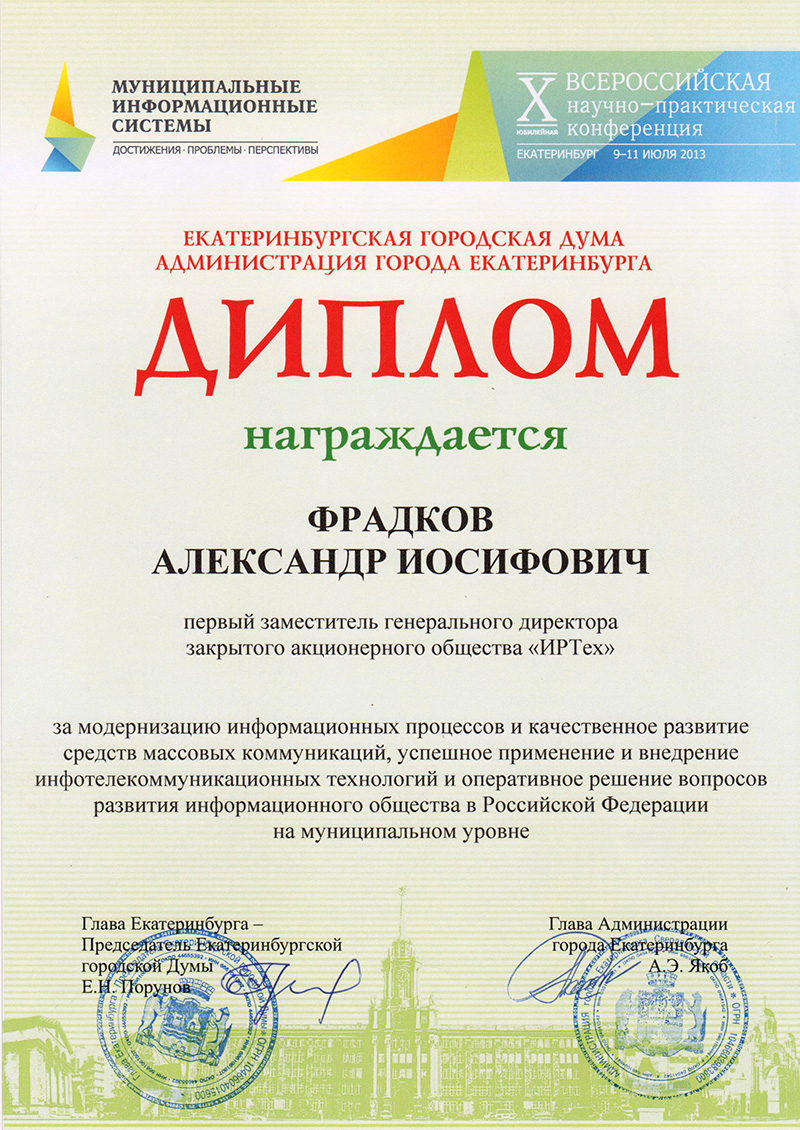 МУНИЦИПАЛЬНЫЕ
ИНФОРМАЦИОННЫЕ
СИСТЕМЫ
ДОСТИЖЕНИЯ · ПРОБЛЕМЫ · ПЕРСПЕКТИВЫ
X
ЮБИЛЕЙНАЯ
ВСЕРОССИЙСКАЯ
научно-практическая
конференция
ЕКАТЕРИНБУРГ 9–11 ИЮЛЯ 2013
ЕКАТЕРИНБУРГСКАЯ ГОРОДСКАЯ ДУМА
АДМИНИСТРАЦИЯ ГОРОДА ЕКАТЕРИНБУРГА
ДИПЛОМ
награждается
ФРАДКОВ
АЛЕКСАНДР ИОСИФОВИЧ
первый заместитель генерального директора
закрытого акционерного общества «ИРТех»
за модернизацию информационных процессов и качественное развитие
средств массовых коммуникаций, успешное применение и внедрение
инфотелекоммуникационных технологий и оперативное решение вопросов
развития информационного общества в Российской Федерации
на муниципальном уровне
Глава Екатеринбурга –
Председатель Екатеринбургской
городской Думы
Е.Н. Порунов
Глава Администрации
города Екатеринбурга
А.Э. Якоб